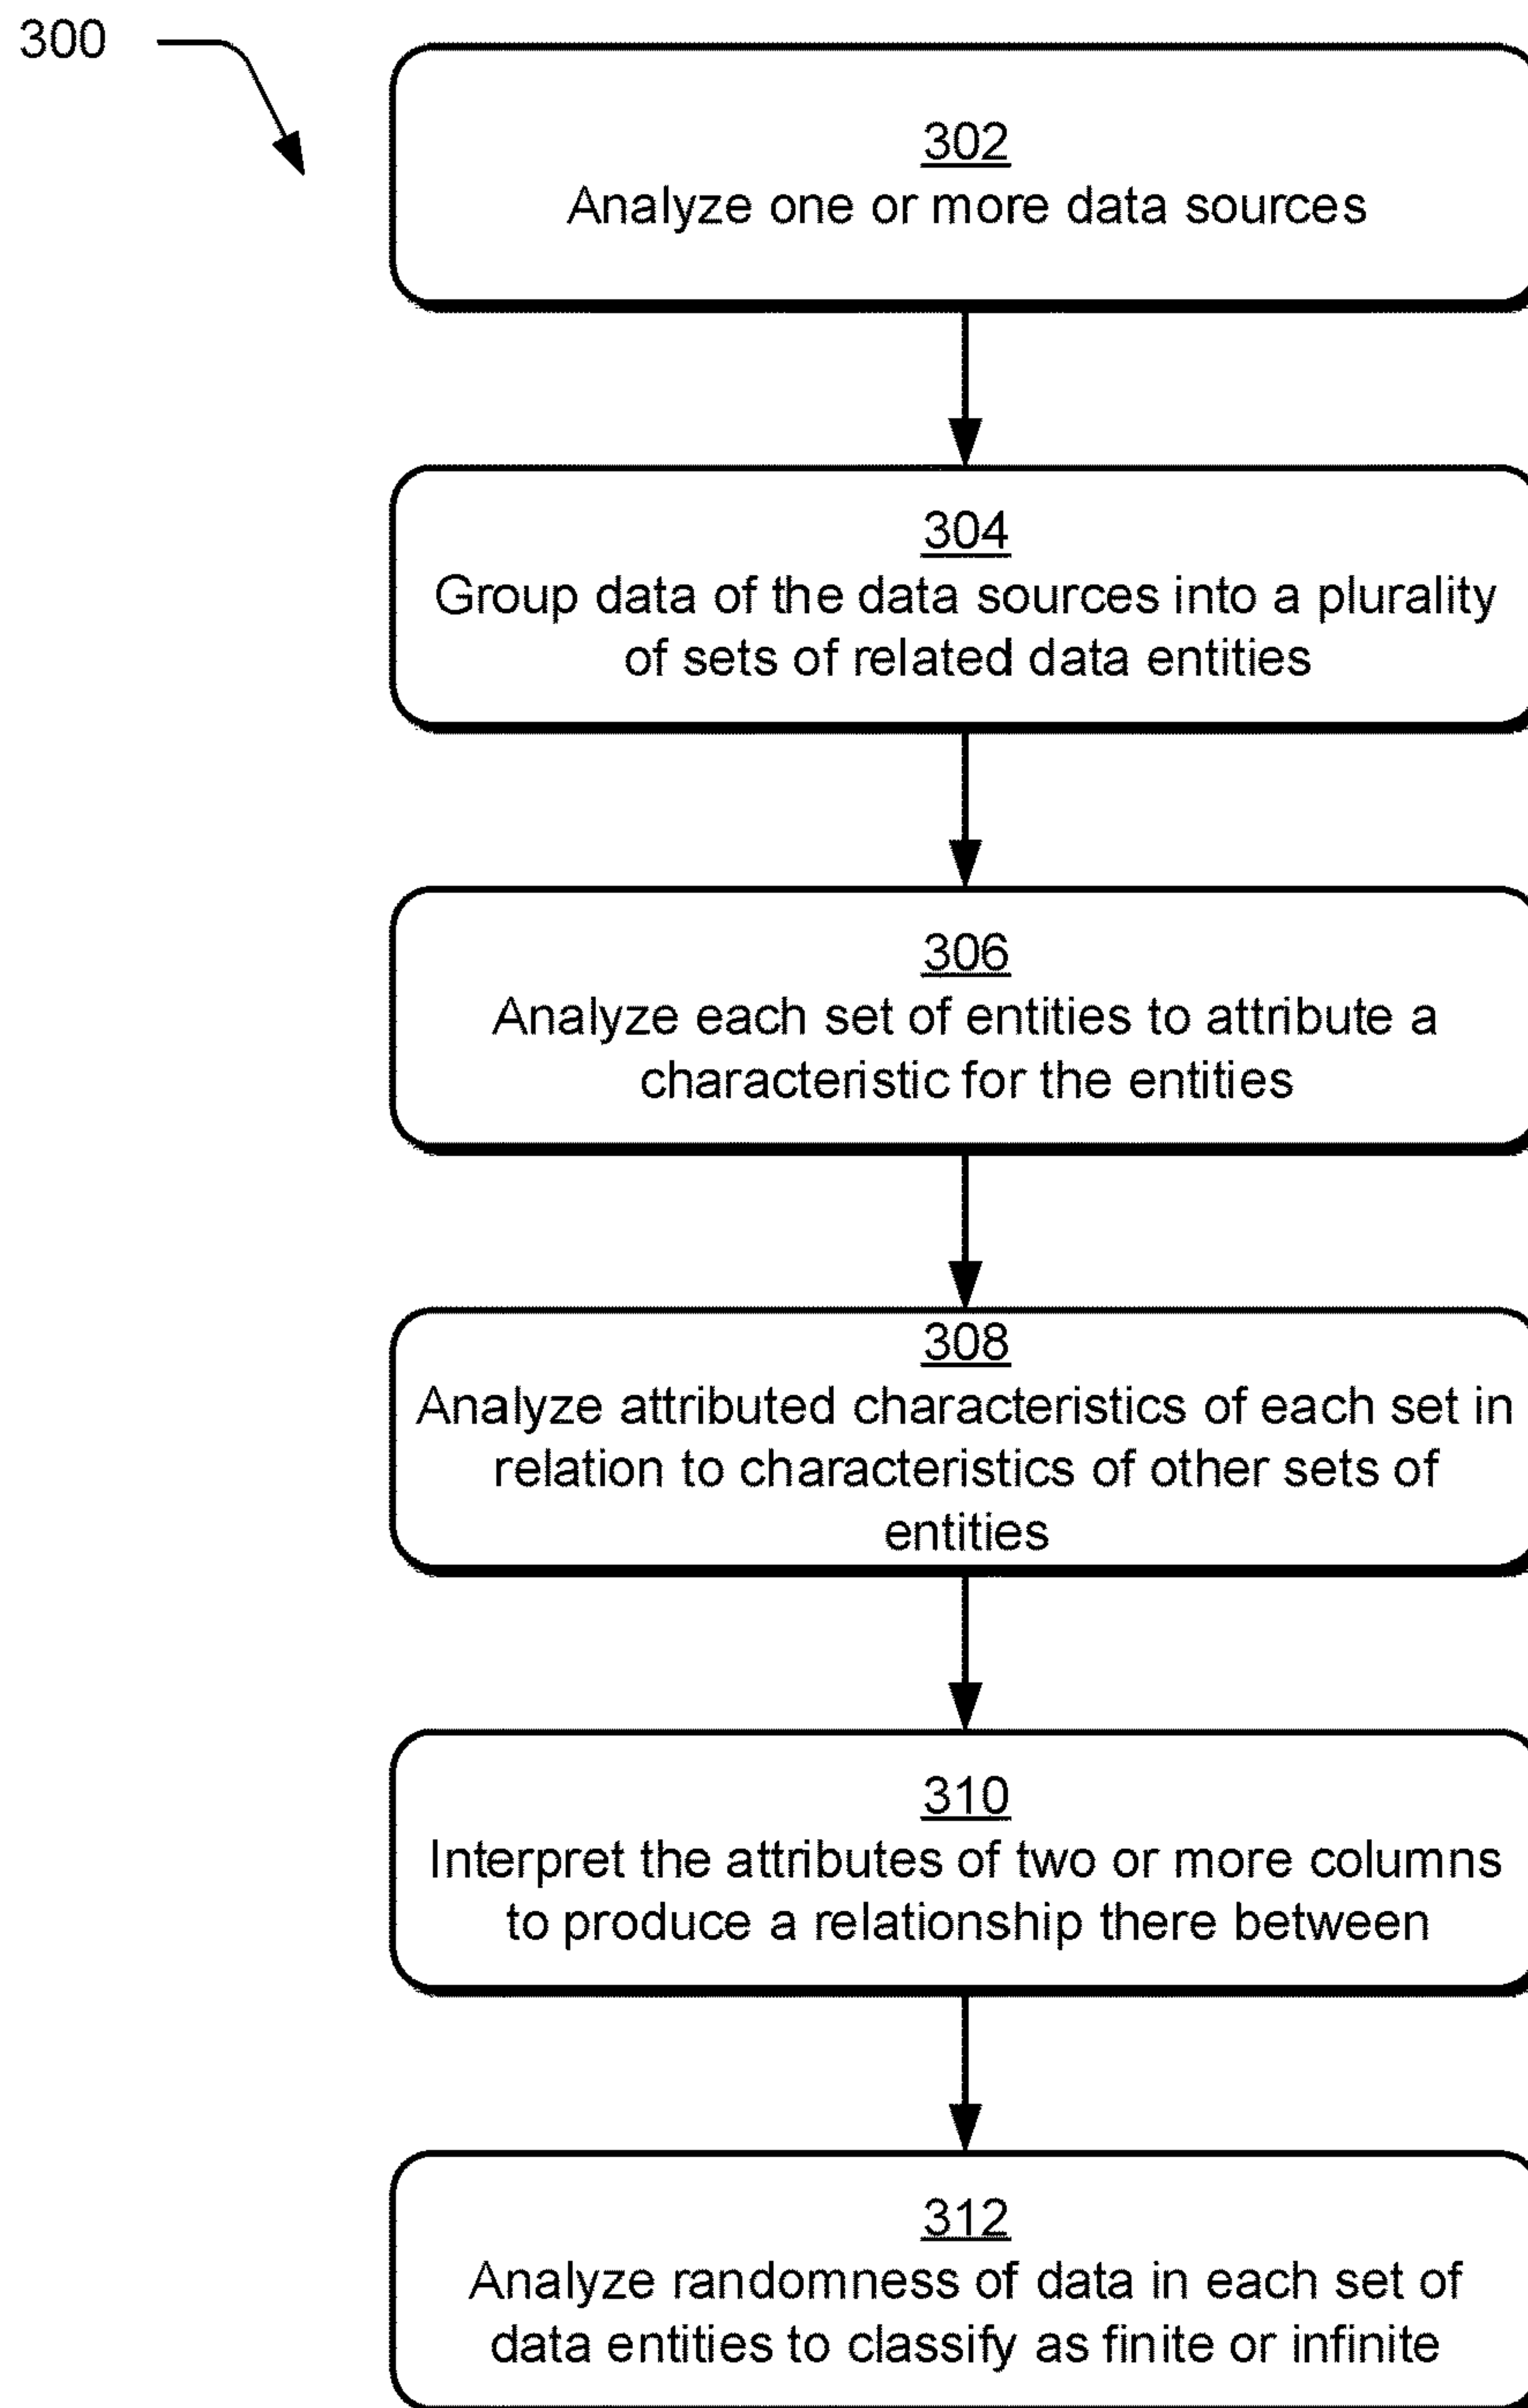 300
302
Analyze one or more data sources
304
Group data of the data sources into a plurality
of sets of related data entities
306
Analyze each set of entities to attribute a
characteristic for the entities
308
Analyze attributed characteristics of each set in
relation to characteristics of other sets of
entities
310
Interpret the attributes of two or more columns
to produce a relationship there between
312
Analyze randomness of data in each set of
data entities to classify as finite or infinite